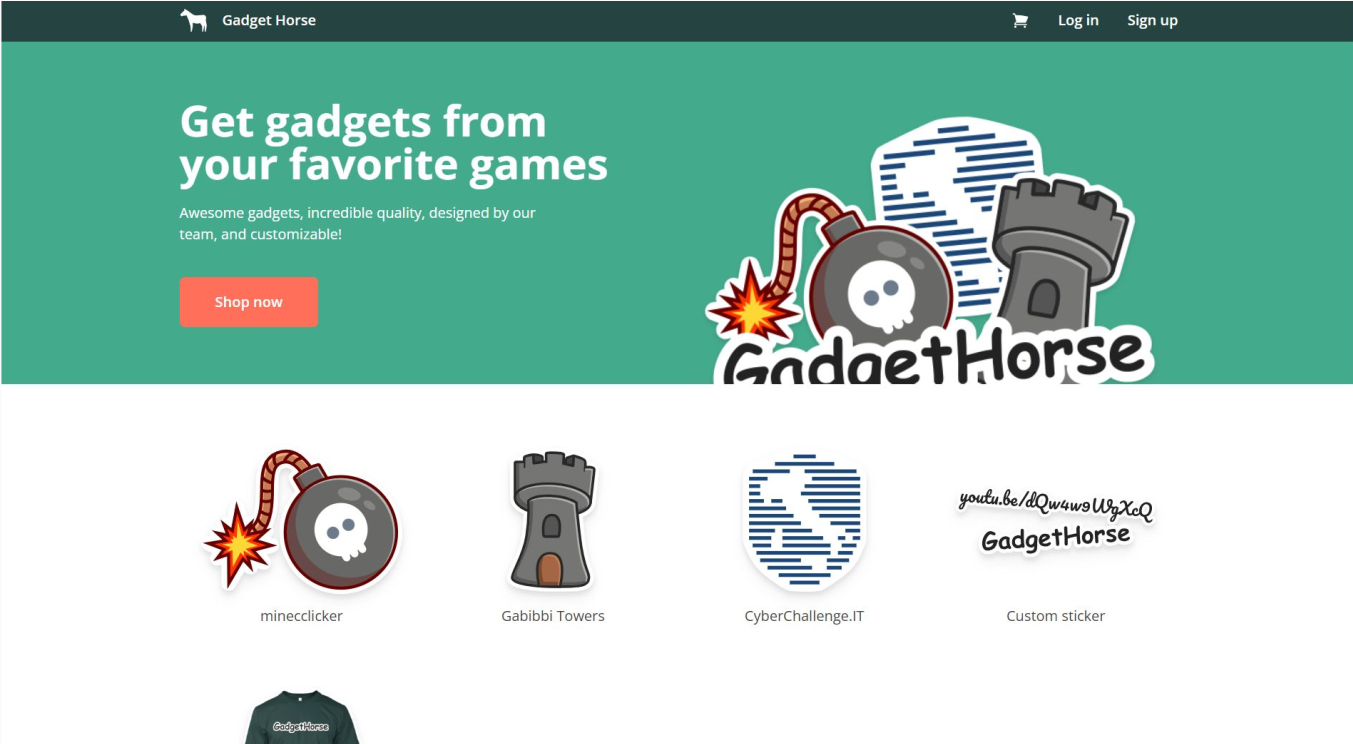 Gadget Horse
Log in
Sign up
Get gadgets from
your favorite games
Awesome gadgets, incredible quality, designed by our
team, and customizable!
Shop now
GadgetHorse
minecclicker
Gabibbi Towers
CyberChallenge.IT
youtu.be/dQw4w9WgXcQ
GadgetHorse
Custom sticker
GadgetHorse